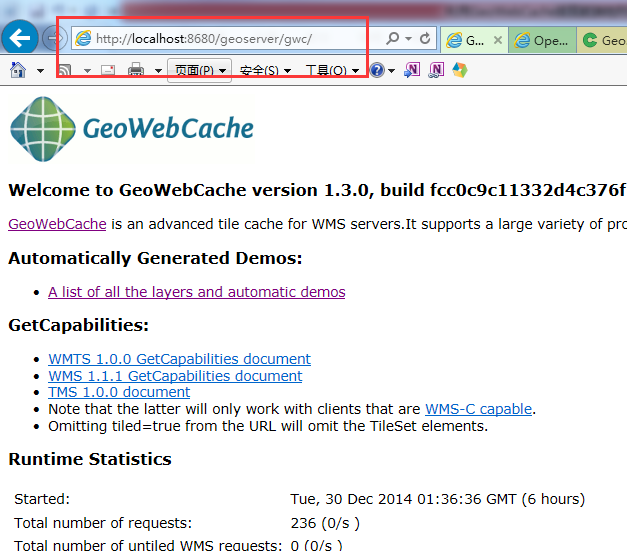 http://localhost:8680/geoserver/gwc/
G...
Ope...
Geo
页面(P)
安全(S)
工具(O)
GeoWebCache
Welcome to GeoWebCache version 1.3.0, build fcc0c9c11332d4c376f
GeoWebCache is an advanced tile cache for WMS servers.It supports a large variety of pro
Automatically Generated Demos:
• A list of all the layers and automatic demos
GetCapabilities:
• WMTS 1.0.0 GetCapabilities document
• WMS 1.1.1 GetCapabilities document
• TMS 1.0.0 document
• Note that the latter will only work with clients that are WMS-C capable.
• Omitting tiled=true from the URL will omit the TileSet elements.
Runtime Statistics
Started: Tue, 30 Dec 2014 01:36:36 GMT (6 hours)
Total number of requests: 236 (0/s )
Total number of untiled WMS requests: 0 (0/s )